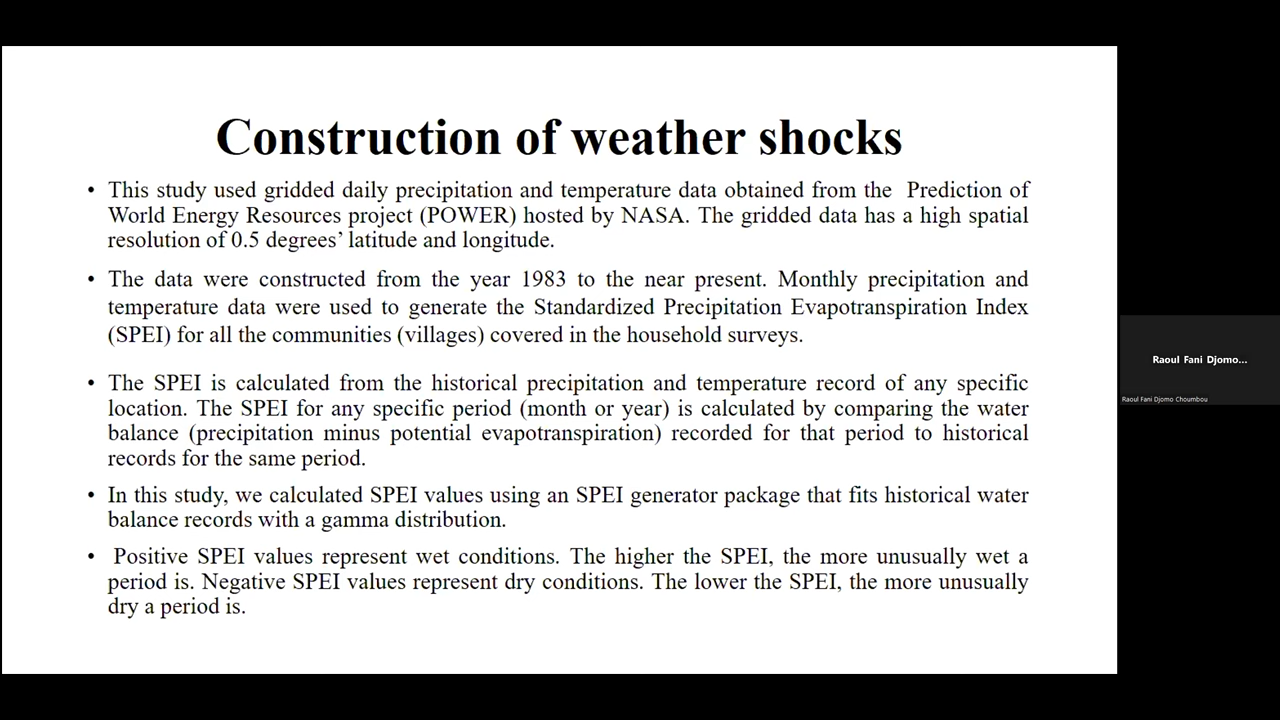 Construction of weather shocks
• This study used gridded daily precipitation and temperature data obtained from the Prediction of
World Energy Resources project (POWER) hosted by NASA. The gridded data has a high spatial
resolution of 0.5 degrees’ latitude and longitude.
• The data were constructed from the year 1983 to the near present. Monthly precipitation and
temperature data were used to generate the Standardized Precipitation Evapotranspiration Index
(SPEI) for all the communities (villages) covered in the household surveys.
• The SPEI is calculated from the historical precipitation and temperature record of any specific
location. The SPEI for any specific period (month or year) is calculated by comparing the water
balance (precipitation minus potential evapotranspiration) recorded for that period to historical
records for the same period.
• In this study, we calculated SPEI values using an SPEI generator package that fits historical water
balance records with a gamma distribution.
• Positive SPEI values represent wet conditions. The higher the SPEI, the more unusually wet a
period is. Negative SPEI values represent dry conditions. The lower the SPEI, the more unusually
dry a period is.
Raoul Fani Djomo...
Raoul Fani Djomo Choumbou